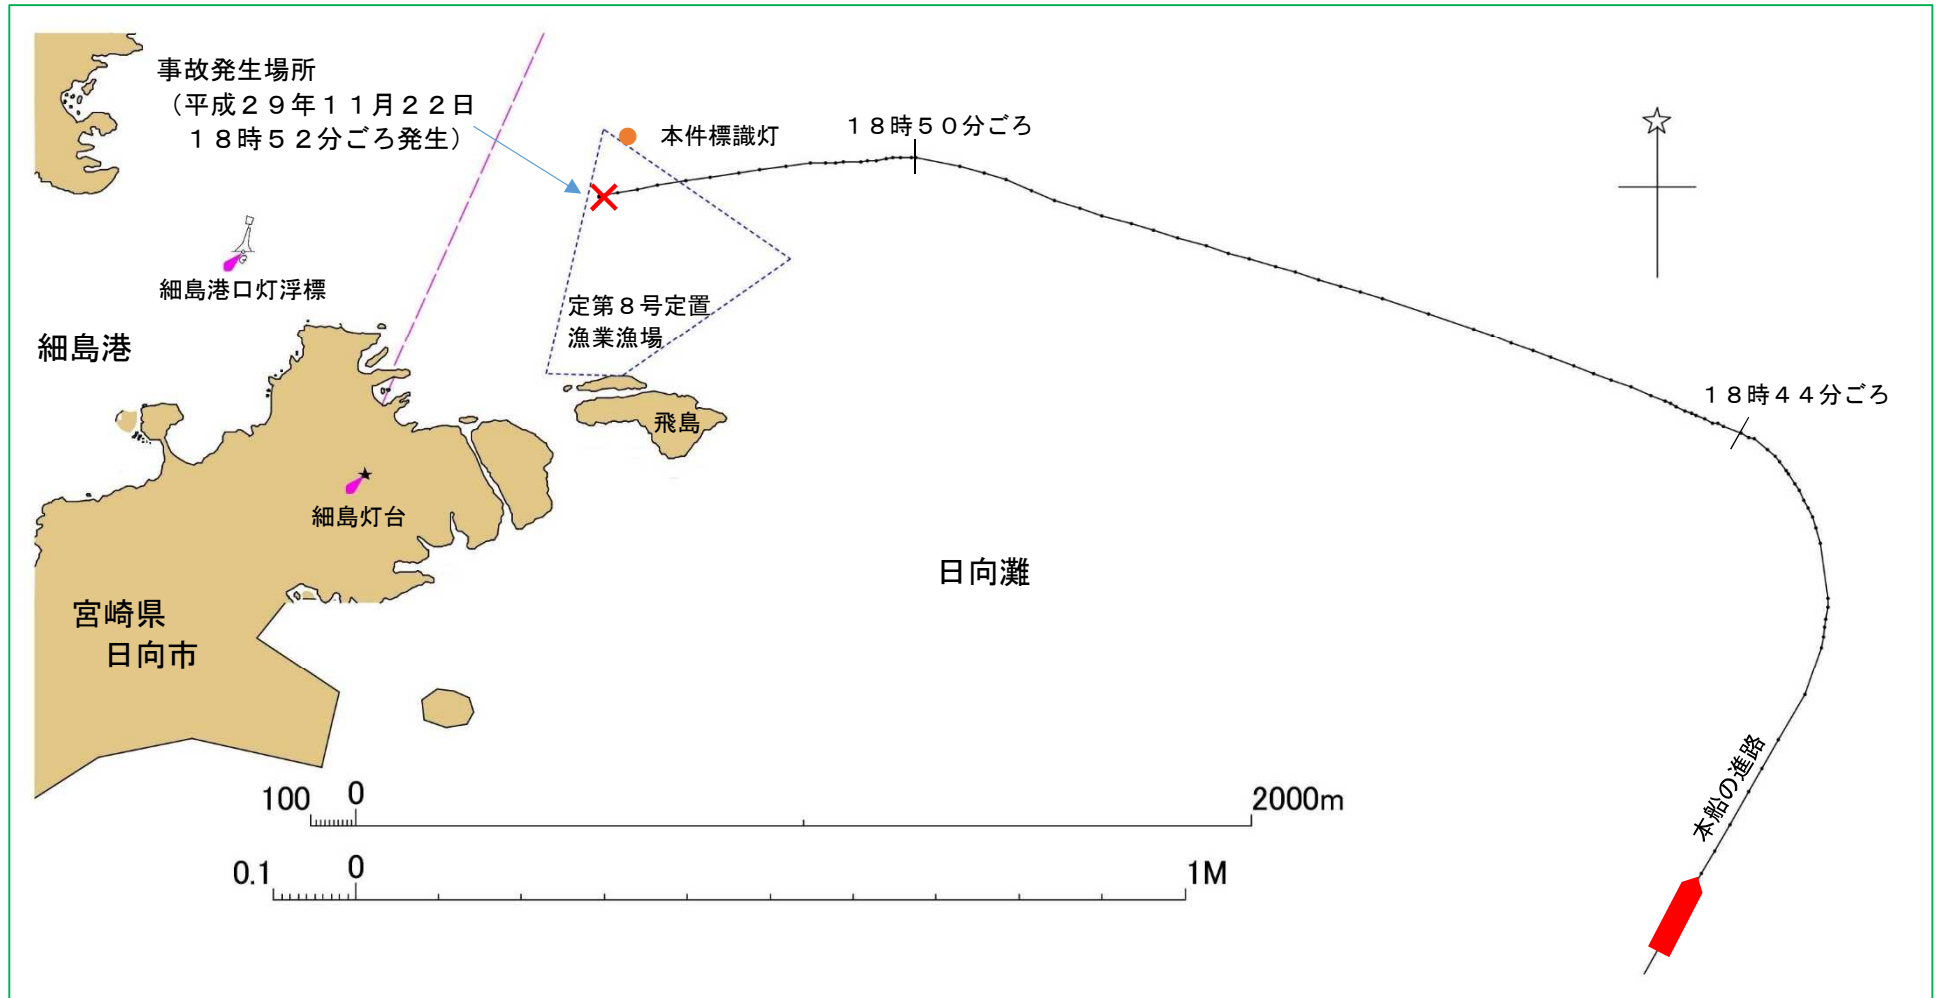 事故発生場所
（平成２９年１１月２２日
１８時５２分ごろ発生）
本件標識灯
１８時５０分ごろ
細島港口灯浮標
定第８号定置
漁業漁場
細島港
飛島
１８時４４分ごろ
細島灯台
日向灘
宮崎県
日向市
本船の進路
100 0 2000m
0.1 0 1M